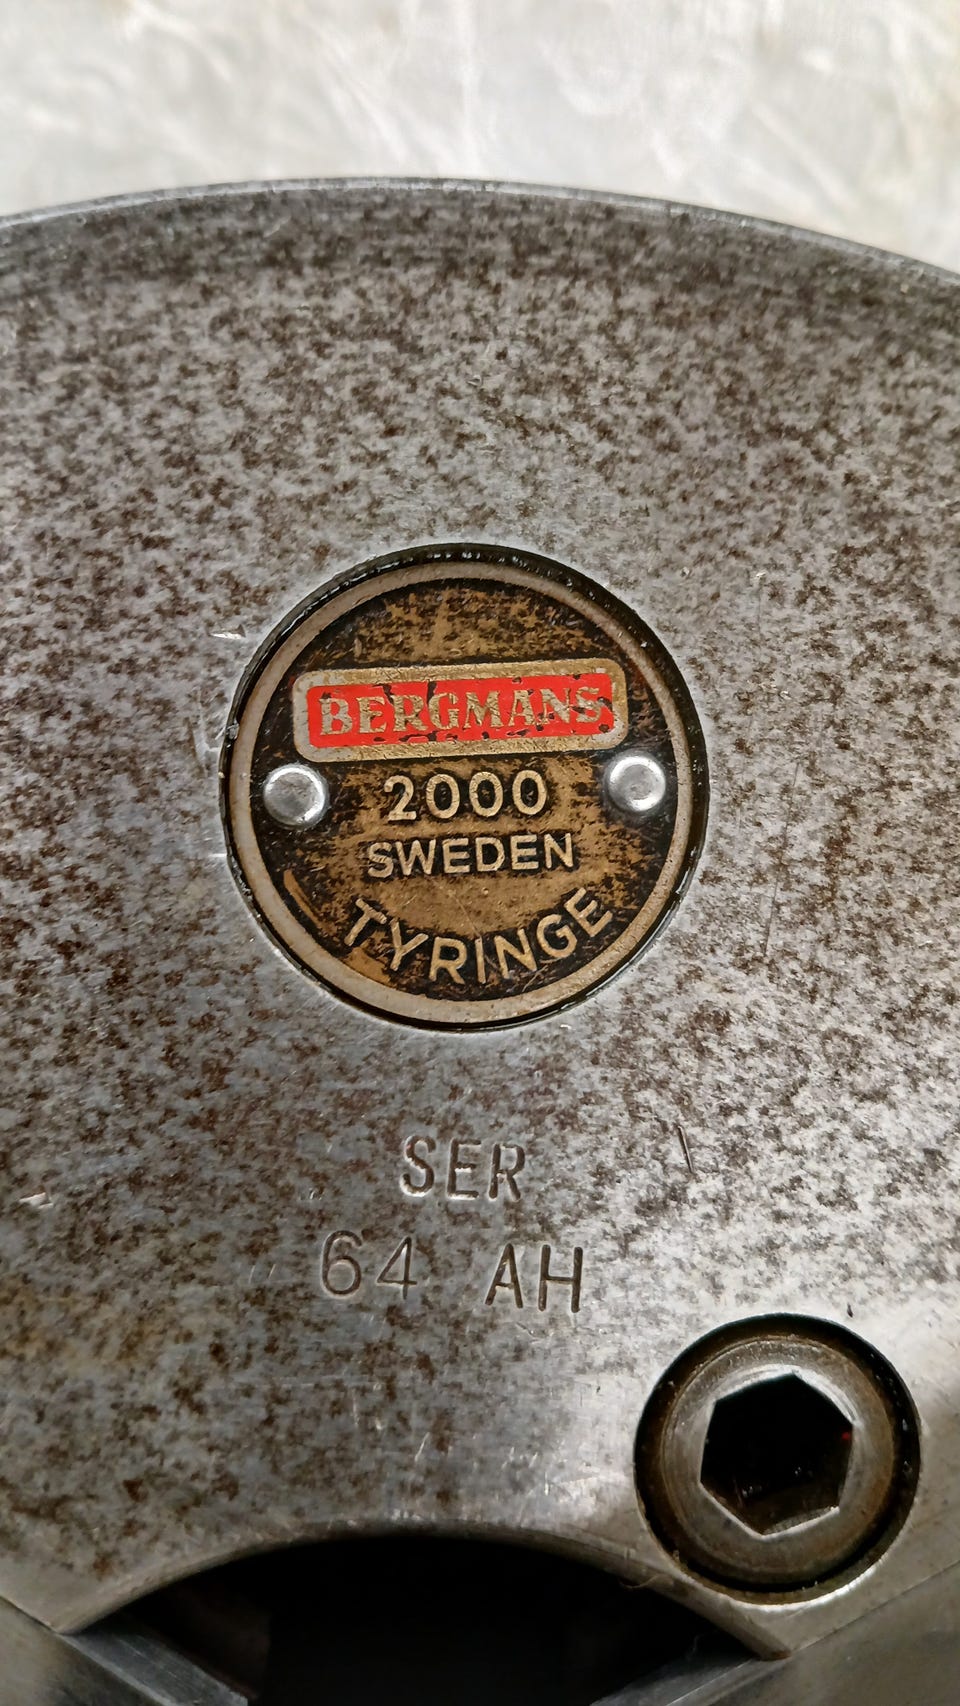 BERGMANS
2000
SWEDEN
TYRINGE
SER
64 AH